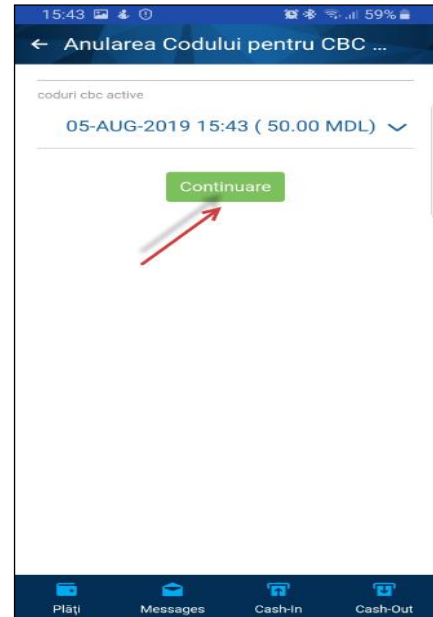 15:43 59%
← Anularea Codului pentru CBC ...
coduri cbc active
05-AUG-2019 15:43 ( 50.00 MDL)
Continuare
Plăți Messages Cash-In Cash-Out